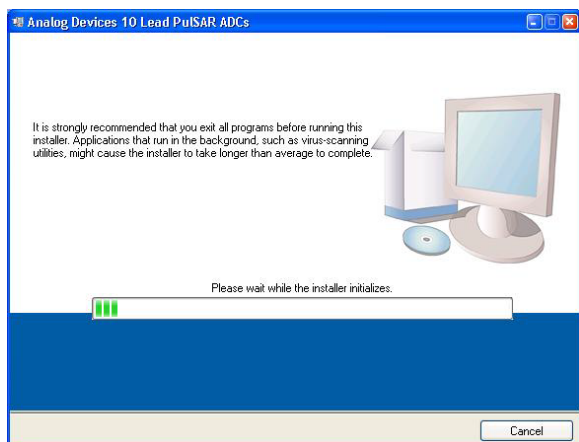 Analog Devices 10 Lead PulSAR ADCs
It is strongly recommended that you exit all programs before running this
installer. Applications that run in the background, such as virus-scanning
utilities, might cause the installer to take longer than average to complete.
Please wait while the installer initializes.
Cancel